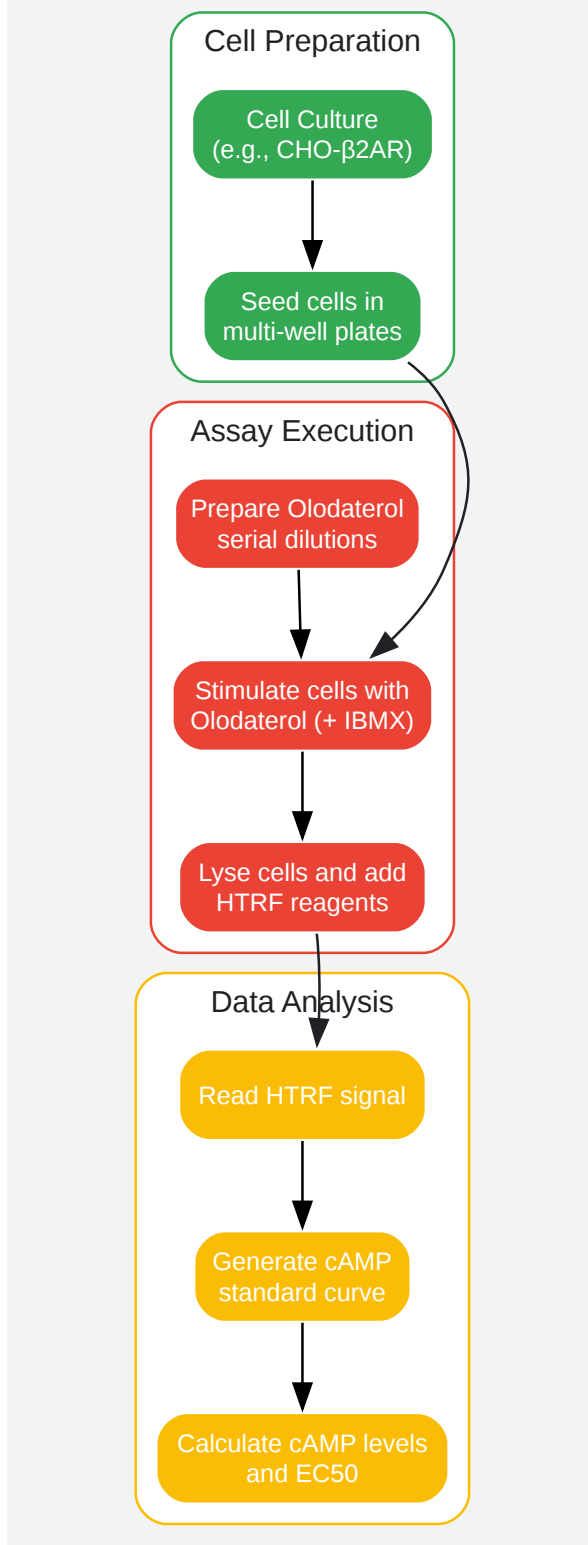 Cell Preparation
Cell Culture
(e.g., CHO-β2AR)
Seed cells in
multi-well plates
Assay Execution
Prepare Olodaterol
serial dilutions
Stimulate cells with
Olodaterol (+ IBMX)
Lyse cells and add
HTRF reagents
Data Analysis
Read HTRF signal
Generate cAMP
standard curve
Calculate cAMP levels
and EC50